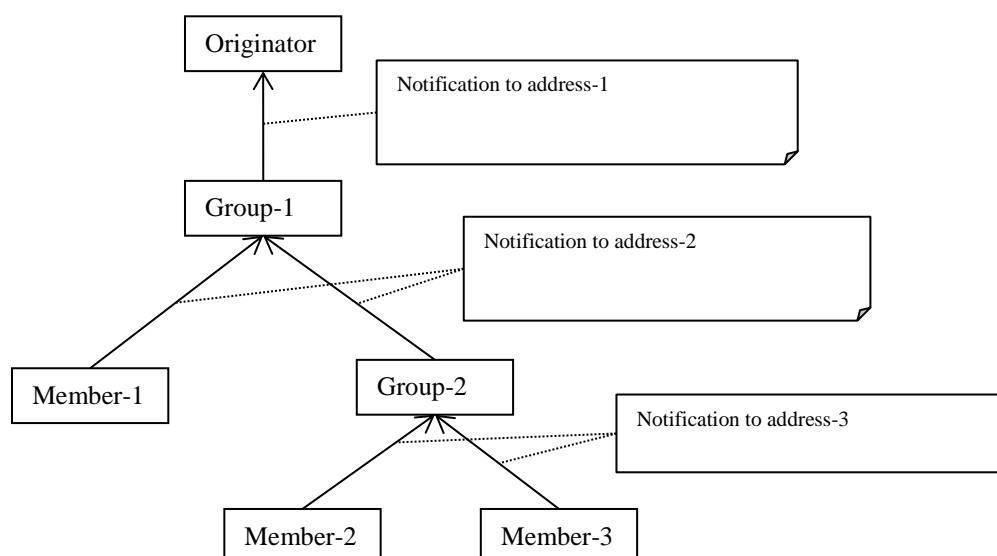 Originator
Notification to address-1
Group-1
Notification to address-2
Member-1
Group-2
Notification to address-3
Member-2
Member-3